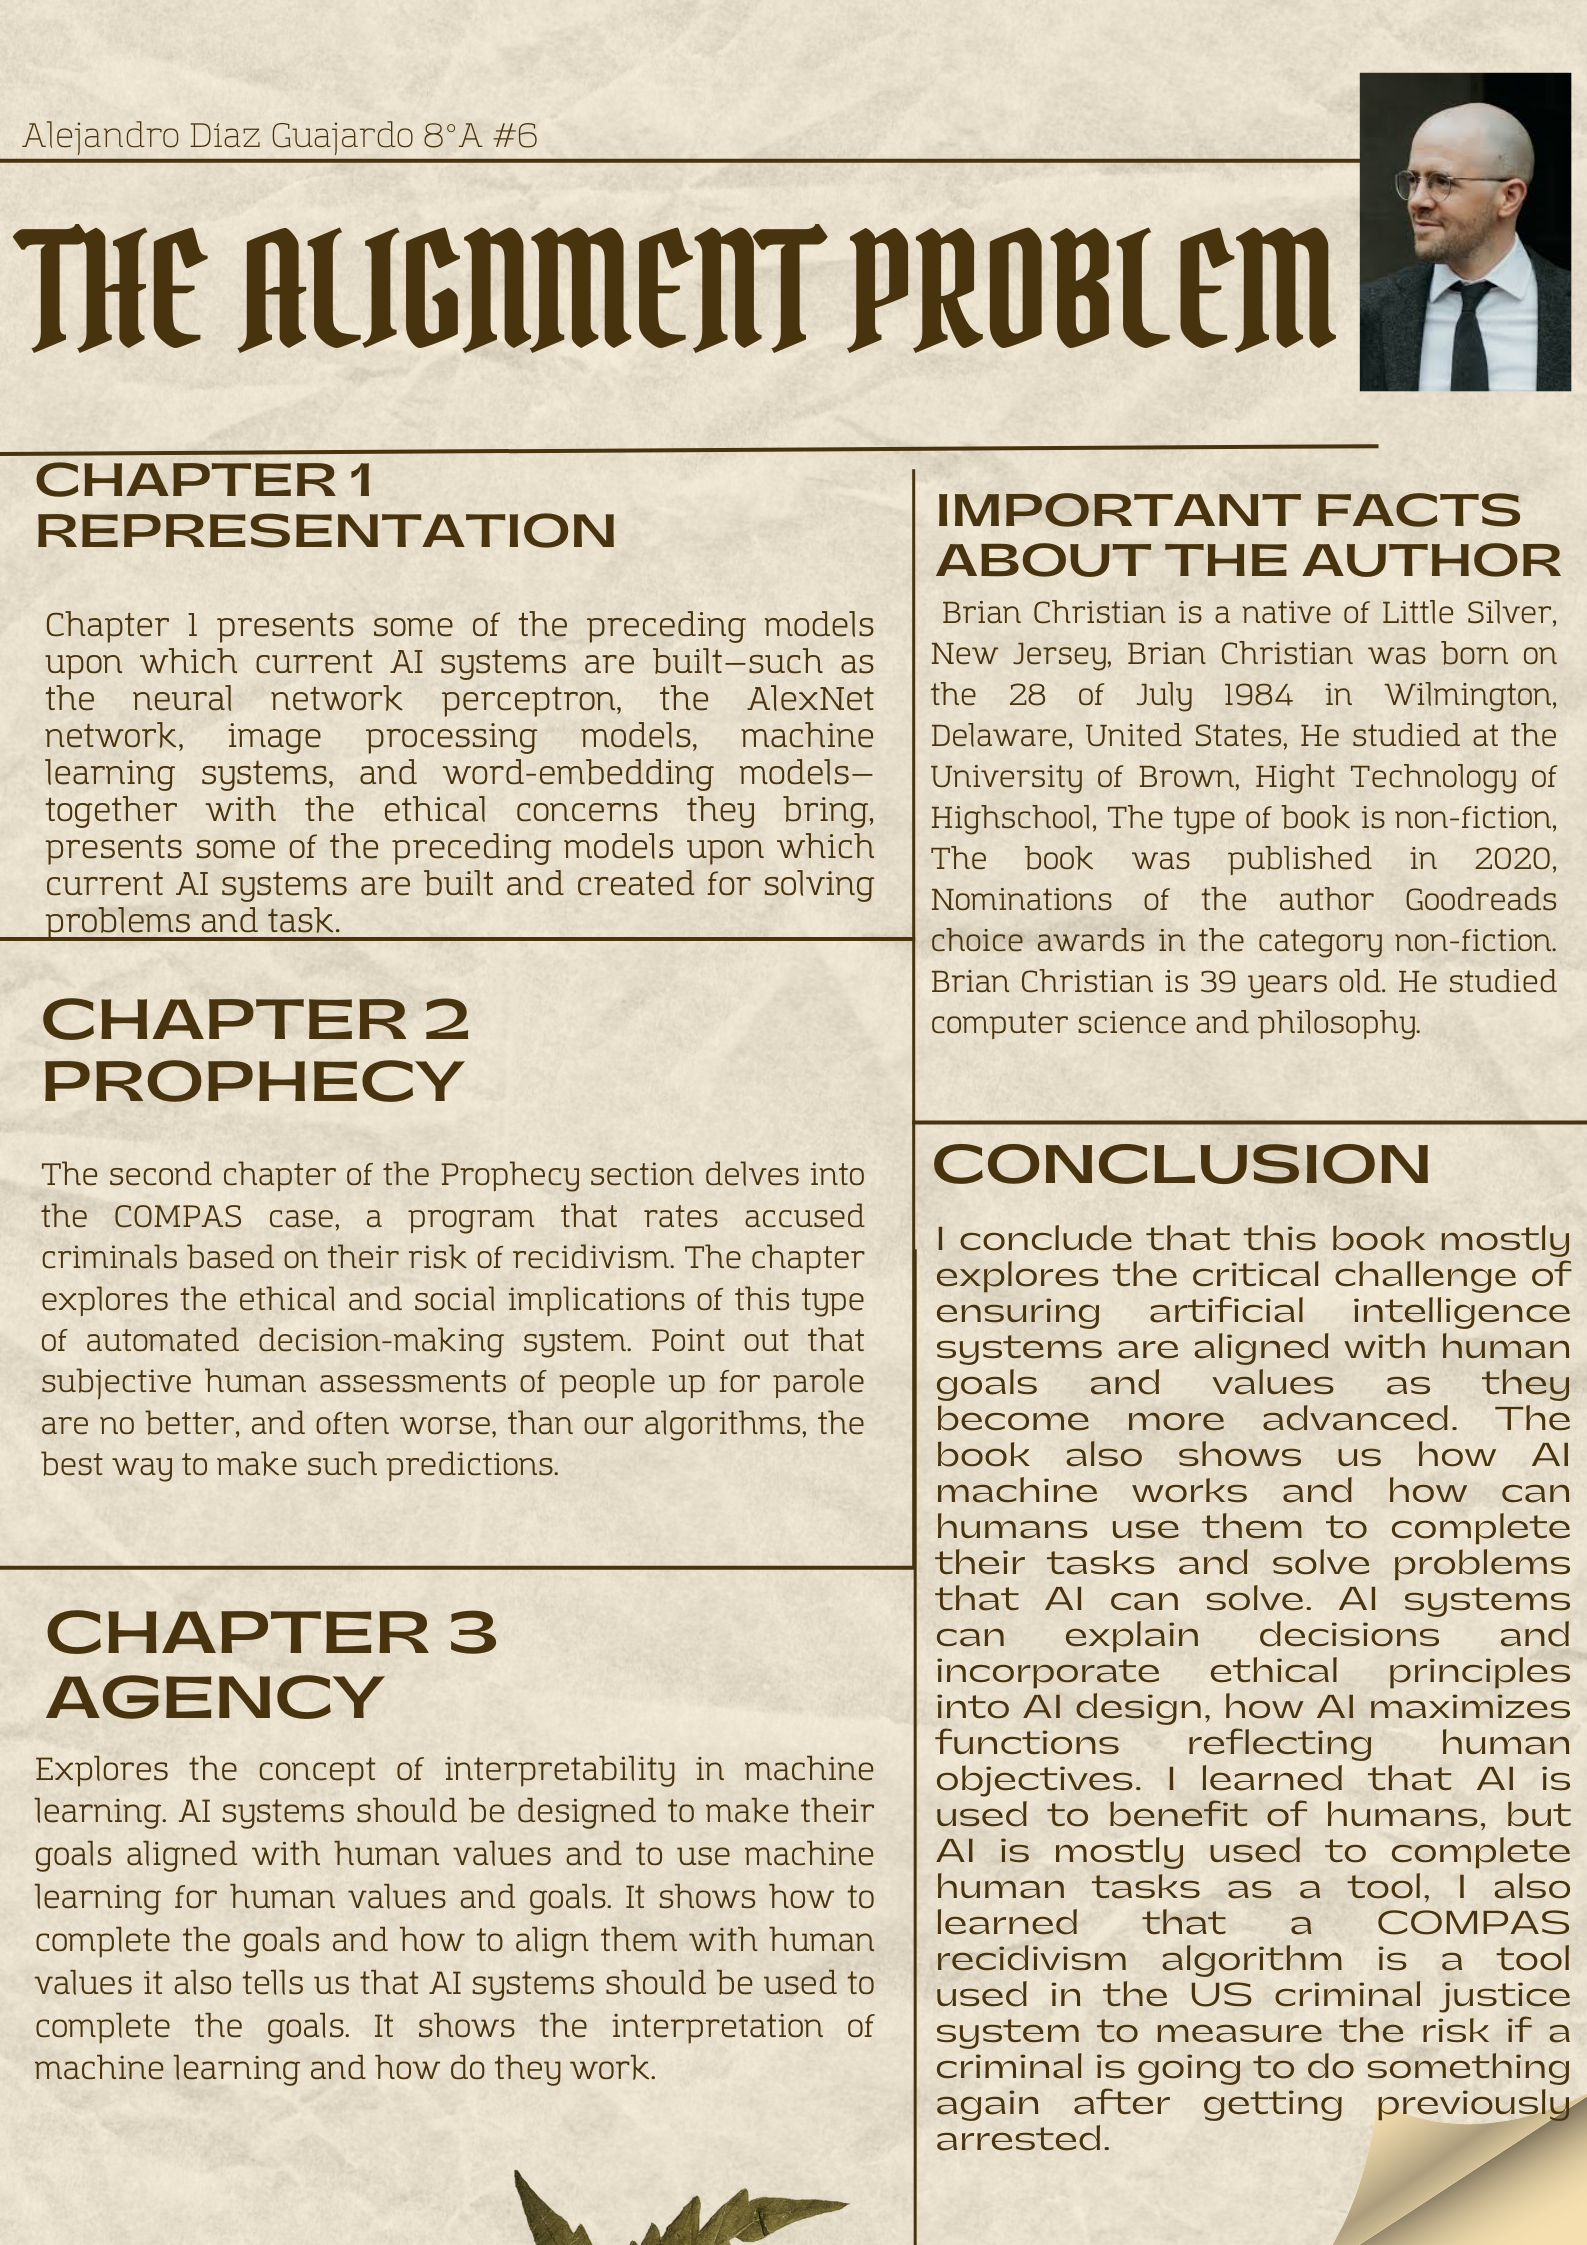 Alejandro Díaz Guajardo 8°A #6
THE ALIGNMENT PROBLEM
CHAPTER 1
REPRESENTATION
Chapter 1 presents some of the preceding models
upon which current AI systems are built—such as
the neural network perceptron, the AlexNet
network, image processing models, machine
learning systems, and word-embedding models—
together with the ethical concerns they bring,
presents some of the preceding models upon which
current AI systems are built and created for solving
problems and task.
CHAPTER 2
PROPHECY
The second chapter of the Prophecy section delves into
the COMPAS case, a program that rates accused
criminals based on their risk of recidivism. The chapter
explores the ethical and social implications of this type
of automated decision-making system. Point out that
subjective human assessments of people up for parole
are no better, and often worse, than our algorithms, the
best way to make such predictions.
CHAPTER 3
AGENCY
Explores the concept of interpretability in machine
learning. AI systems should be designed to make their
goals aligned with human values and to use machine
learning for human values and goals. It shows how to
complete the goals and how to align them with human
values it also tells us that AI systems should be used to
complete the goals. It shows the interpretation of
machine learning and how do they work.
IMPORTANT FACTS
ABOUT THE AUTHOR
Brian Christian is a native of Little Silver,
New Jersey, Brian Christian was born on
the 28 of July 1984 in Wilmington,
Delaware, United States, He studied at the
University of Brown, Hight Technology of
Highschool, The type of book is non-fiction,
The book was published in 2020,
Nominations of the author Goodreads
choice awards in the category non-fiction.
Brian Christian is 39 years old. He studied
computer science and philosophy.
CONCLUSION
I conclude that this book mostly
explores the critical challenge of
ensuring artificial intelligence
systems are aligned with human
goals and values as they
become more advanced. The
book also shows us how AI
machine works and how can
humans use them to complete
their tasks and solve problems
that AI can solve. AI systems
can explain decisions and
incorporate ethical principles
into AI design, how AI maximizes
functions reflecting human
objectives. I learned that AI is
used to benefit of humans, but
AI is mostly used to complete
human tasks as a tool, I also
learned that a COMPAS
recidivism algorithm is a tool
used in the US criminal justice
system to measure the risk if a
criminal is going to do something
again after getting previously
arrested.